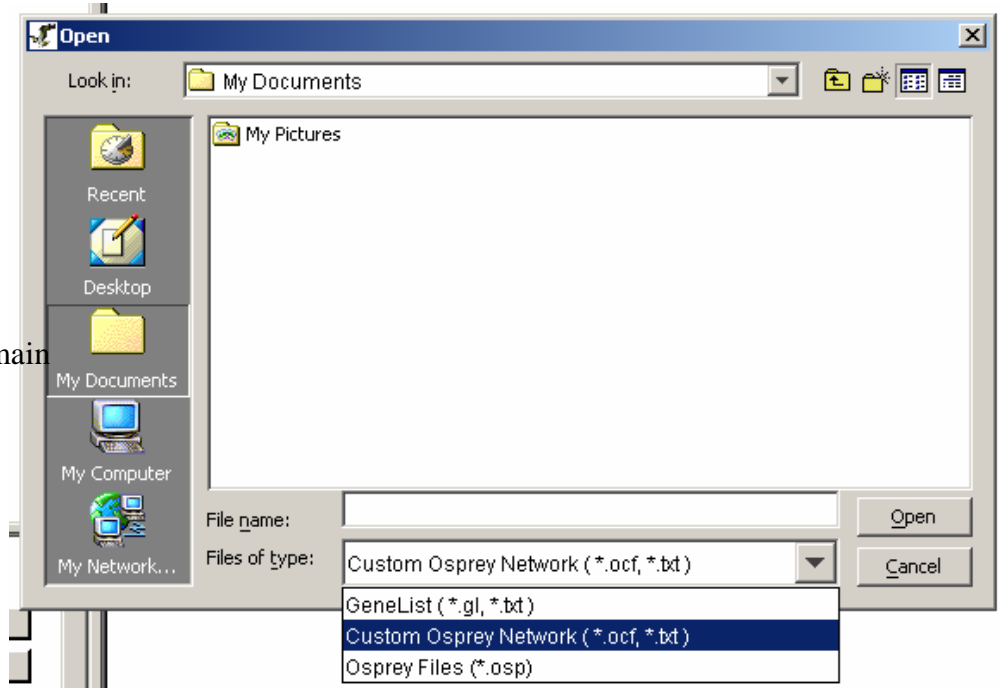 Open
Look in:
My Documents
My Pictures
Recent
Desktop
My Documents
My Computer
My Network...
File name:
Open
Files of type:
Custom Osprey Network ( *.ocf, *.txt )
Cancel
GeneList ( *.gl, *.txt )
Custom Osprey Network ( *.ocf, *.txt )
Osprey Files (*.osp)